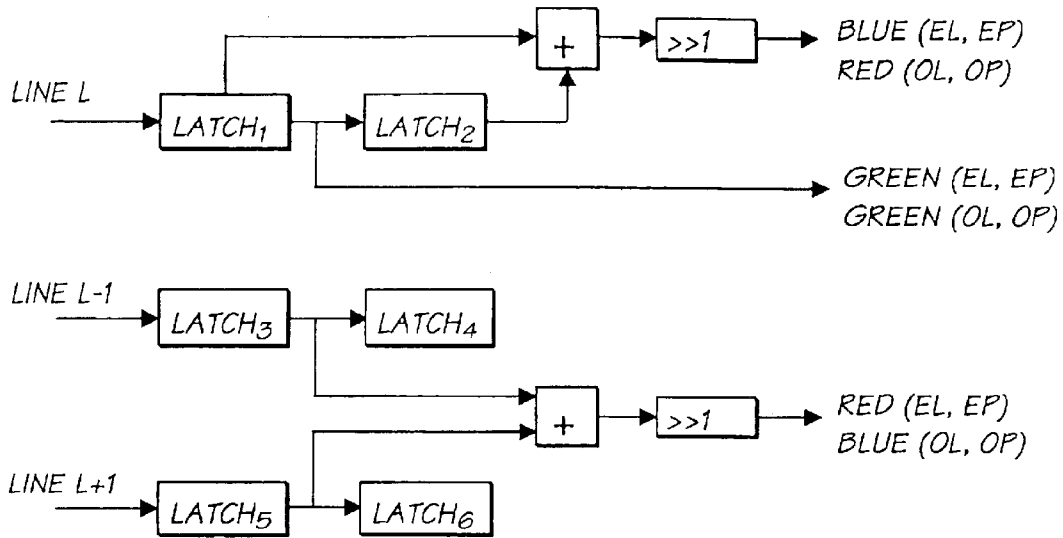 LINE L
LATCH1
LATCH2
+
>>1
BLUE (EL, EP)
RED (OL, OP)
GREEN (EL, EP)
GREEN (OL, OP)
LINE L-1
LATCH3
LATCH4
+
>>1
RED (EL, EP)
BLUE (OL, OP)
LINE L+1
LATCH5
LATCH6